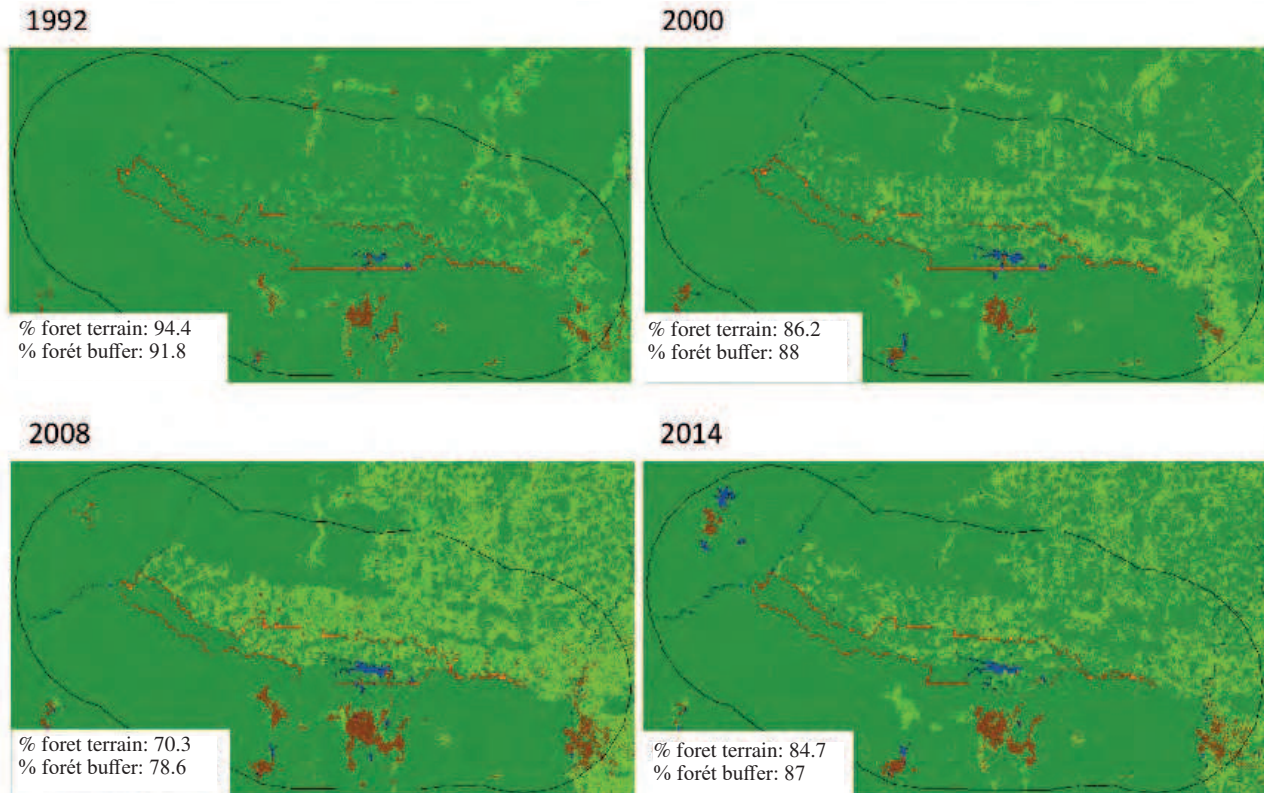 1992
2000
% foret terrain: 94.4
% forét buffer: 91.8
% foret terrain: 86.2
% forét buffer: 88
2008
2014
% foret terrain: 70.3
% forét buffer: 78.6
% foret terrain: 84.7
% forét buffer: 87